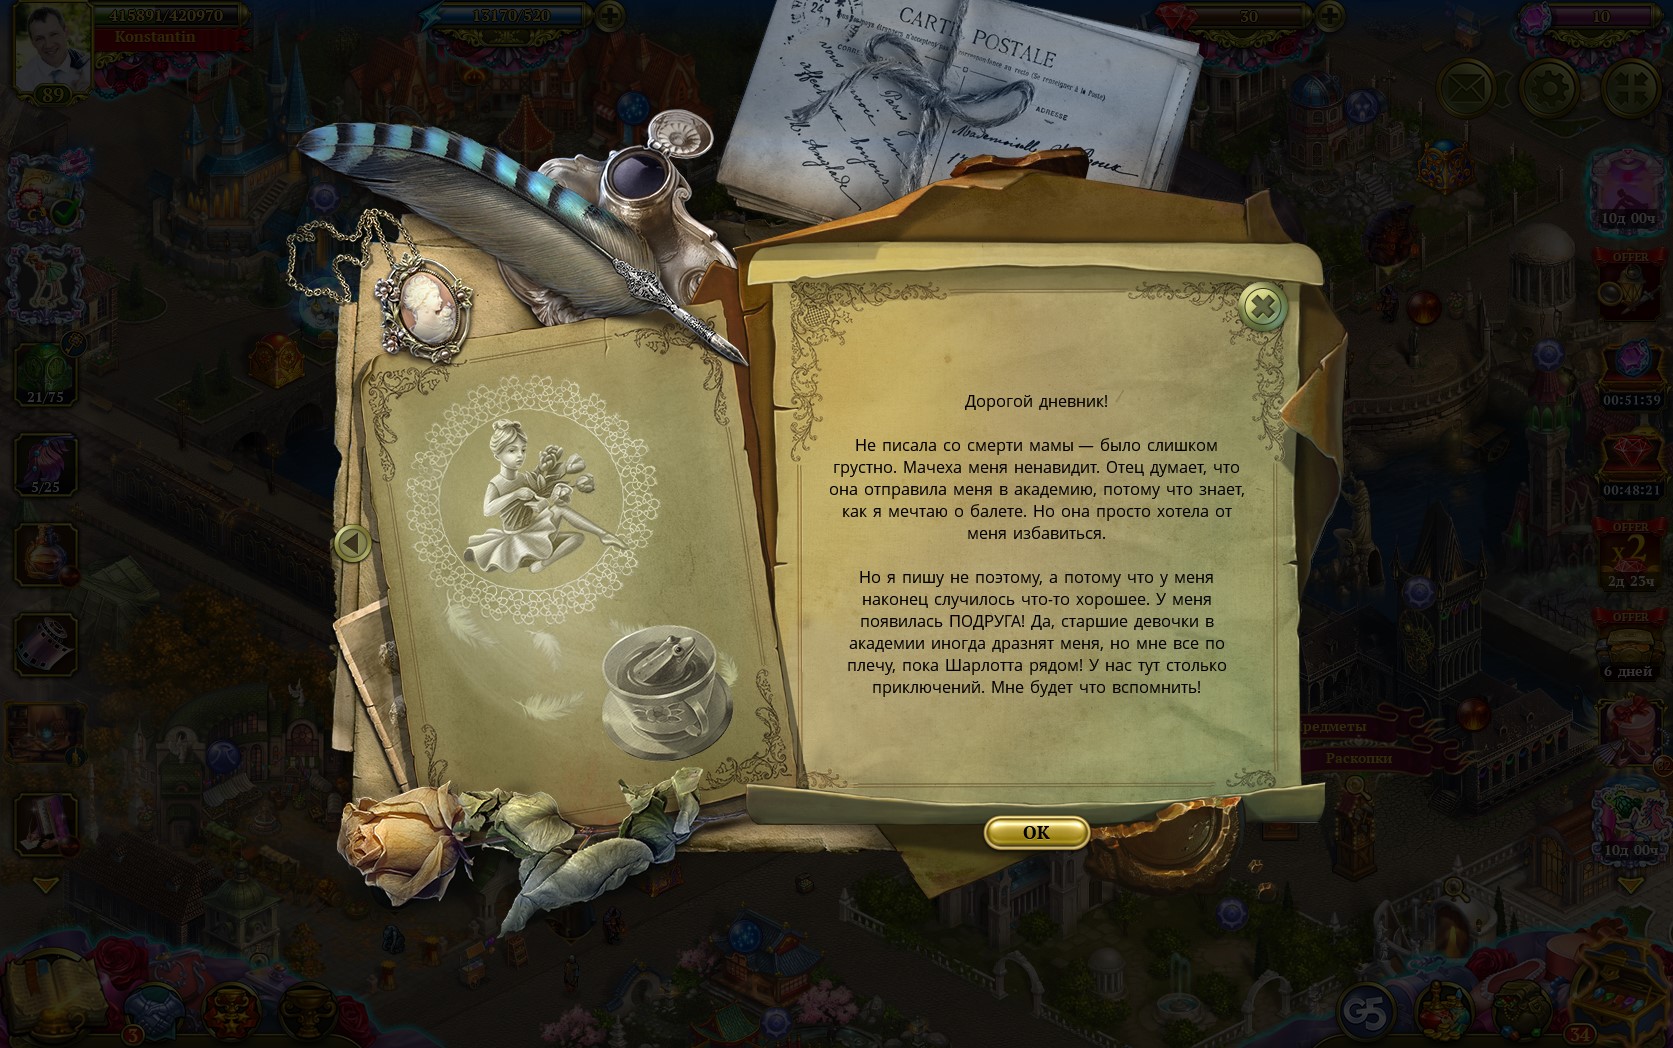 415891/420970
13170/520
30
10
Konstantin
89
CARTE POSTALE
ADRESSE
10д 00ч
OFFER
21/75
00:51:39
5/25
00:48:21
OFFER
x2
2д 23ч
OFFER
6 дней
Дорогой дневник!
Не писала со смерти мамы — было слишком
грустно. Мачеха меня ненавидит. Отец думает, что
она отправила меня в академию, потому что знает,
как я мечтаю о балете. Но она просто хотела от
меня избавиться.
Но я пишу не поэтому, а потому что у меня
наконец случилось что-то хорошее. У меня
появилась ПОДРУГА! Да, старшие девочки в
академии иногда дразнят меня, но мне все по
плечу, пока Шарлотта рядом! У нас тут столько
приключений. Мне будет что вспомнить!
редметы
Раскопки
OK
10д 00ч
3
G5
34